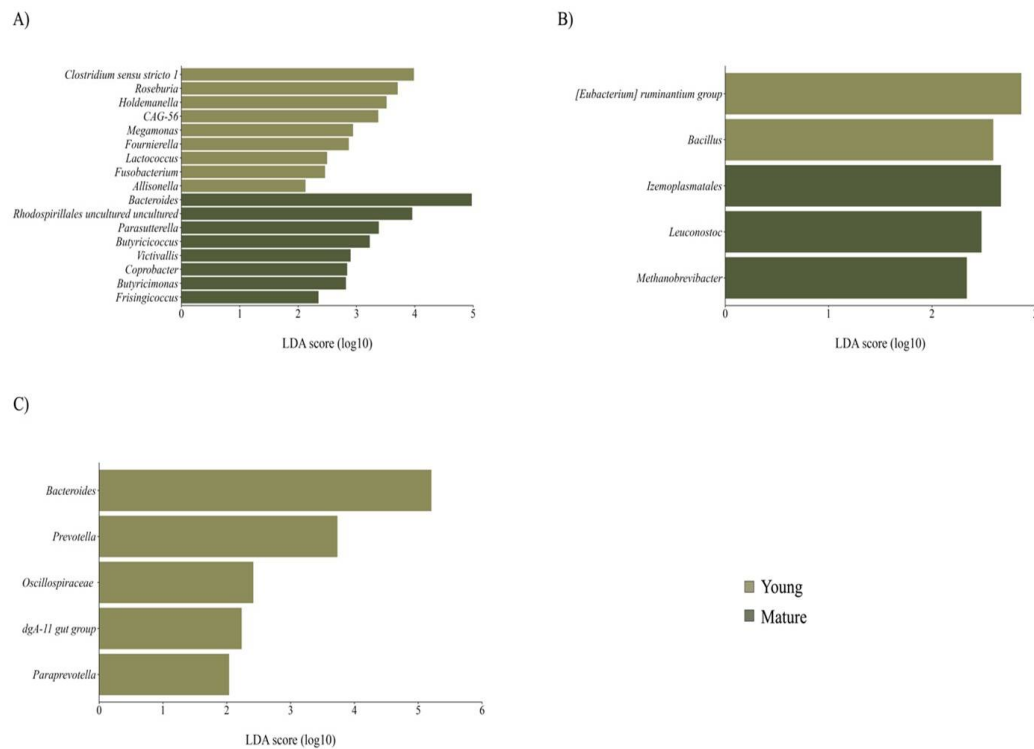 A)
Clostridium sensu stricto 1
Roseburia
Holdemanella
CAG-56
Megamonas
Fournierella
Lactococcus
Fusobacterium
Allisonella
Bacteroides
Rhodospirillales uncultured uncultured
Parasutterella
Butyricicoccus
Victivallis
Coprobacter
Butyricimonas
Frisingicoccus
0 1 2 3 4 5
LDA score (log10)
B)
[Eubacterium] ruminantium group
Bacillus
Izemoplasmatales
Leuconostoc
Methanobrevibacter
0 1 2
LDA score (log10)
C)
Bacteroides
Prevotella
Oscillospiraceae
dgA-11 gut group
Paraprevotella
0 1 2 3 4 5 6
LDA score (log10)
Young
Mature